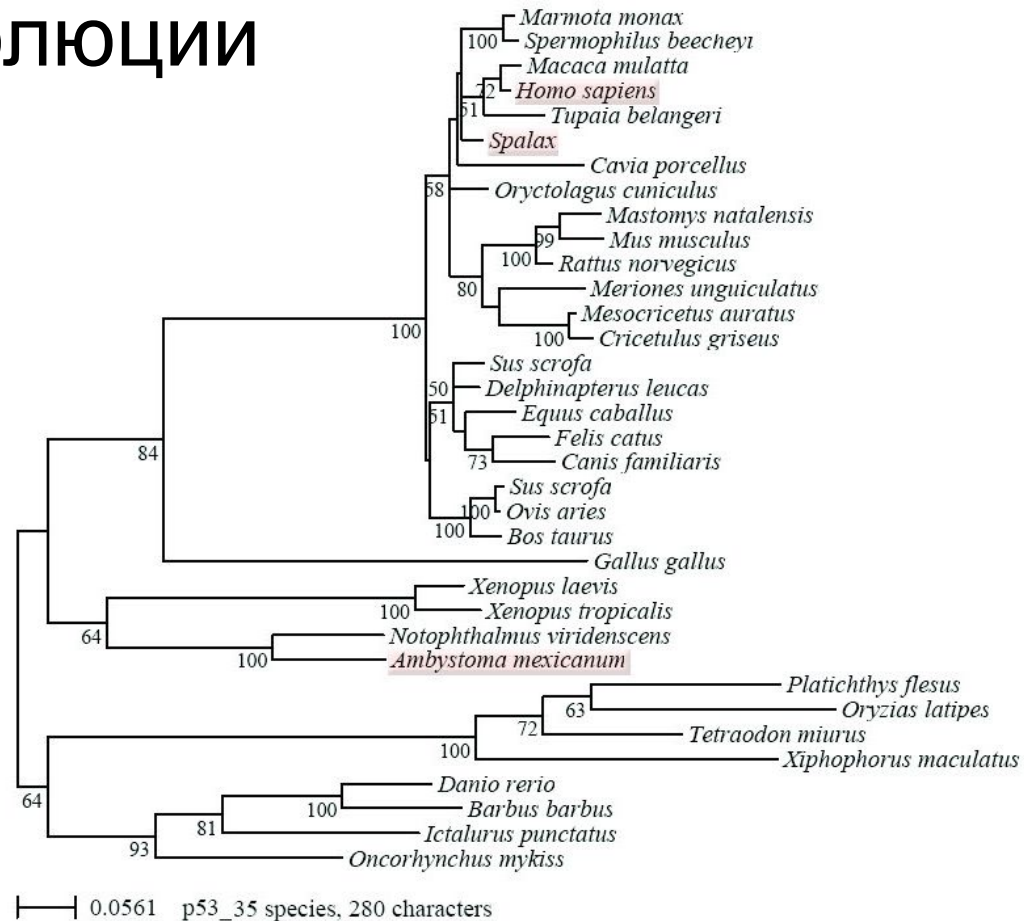 олюции
Marmota monax
100
Spermophilus beecheyi
Macaca mulatta
72
Homo sapiens
51
Tupaia belangeri
Spalax
Cavia porcellus
58
Oryctolagus cuniculus
Mastomys natalensis
99
Mus musculus
100
Rattus norvegicus
80
Meriones unguiculatus
Mesocricetus auratus
100
Cricetulus griseus
100
Sus scrofa
50
Delphinapterus leucas
51
Equus caballus
Felis catus
73
Canis familiaris
84
Sus scrofa
100
Ovis aries
100
Bos taurus
Gallus gallus
Xenopus laevis
100
Xenopus tropicalis
64
Notophthalmus viridenscens
100
Ambystoma mexicanum
Platichthys flesus
63
Oryzias latipes
72
Tetraodon miurus
100
Xiphophorus maculatus
64
Danio rerio
100
Barbus barbus
81
Ictalurus punctatus
93
Oncorhynchus mykiss
0.0561 p53_35 species, 280 characters